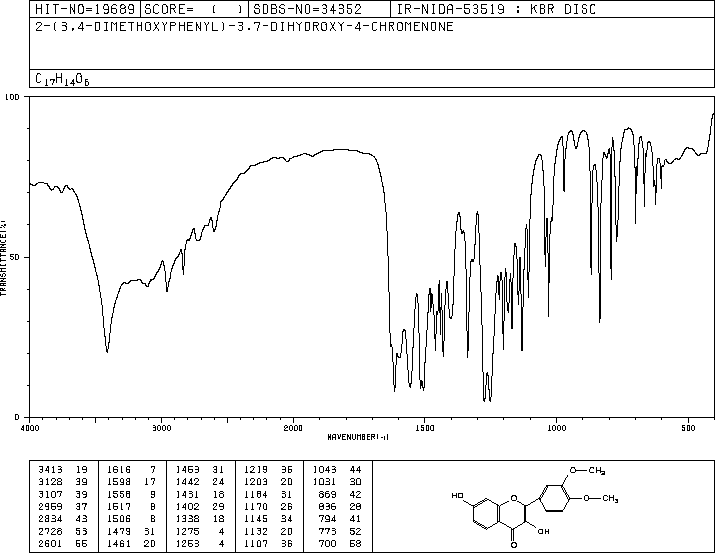 HIT-NO=19689 SCORE= ( ) SDBS-NO=34352 IR-NIDA-53519 : KBR DISC
2-(3,4-DIMETHOXYPHENYL)-3,7-DIHYDROXY-4-CHROMENONE
C17H14O6
100
50
0
TRANSMITTANCE(%)
4000 3000 2000 1500 1000 500
WAVENUMBER(-1)
3413 19 1616 7 1463 31 1219 36 1043 44
3128 39 1598 17 1442 24 1203 20 1031 30
3107 39 1558 9 1431 18 1184 31 869 42
2959 37 1517 8 1402 29 1170 26 836 28
2834 43 1506 8 1338 18 1145 34 794 41
2728 53 1479 31 1275 4 1132 20 773 52
2601 55 1461 20 1253 4 1107 36 700 58
O—CH3
HO
O
O—CH3
OH
O